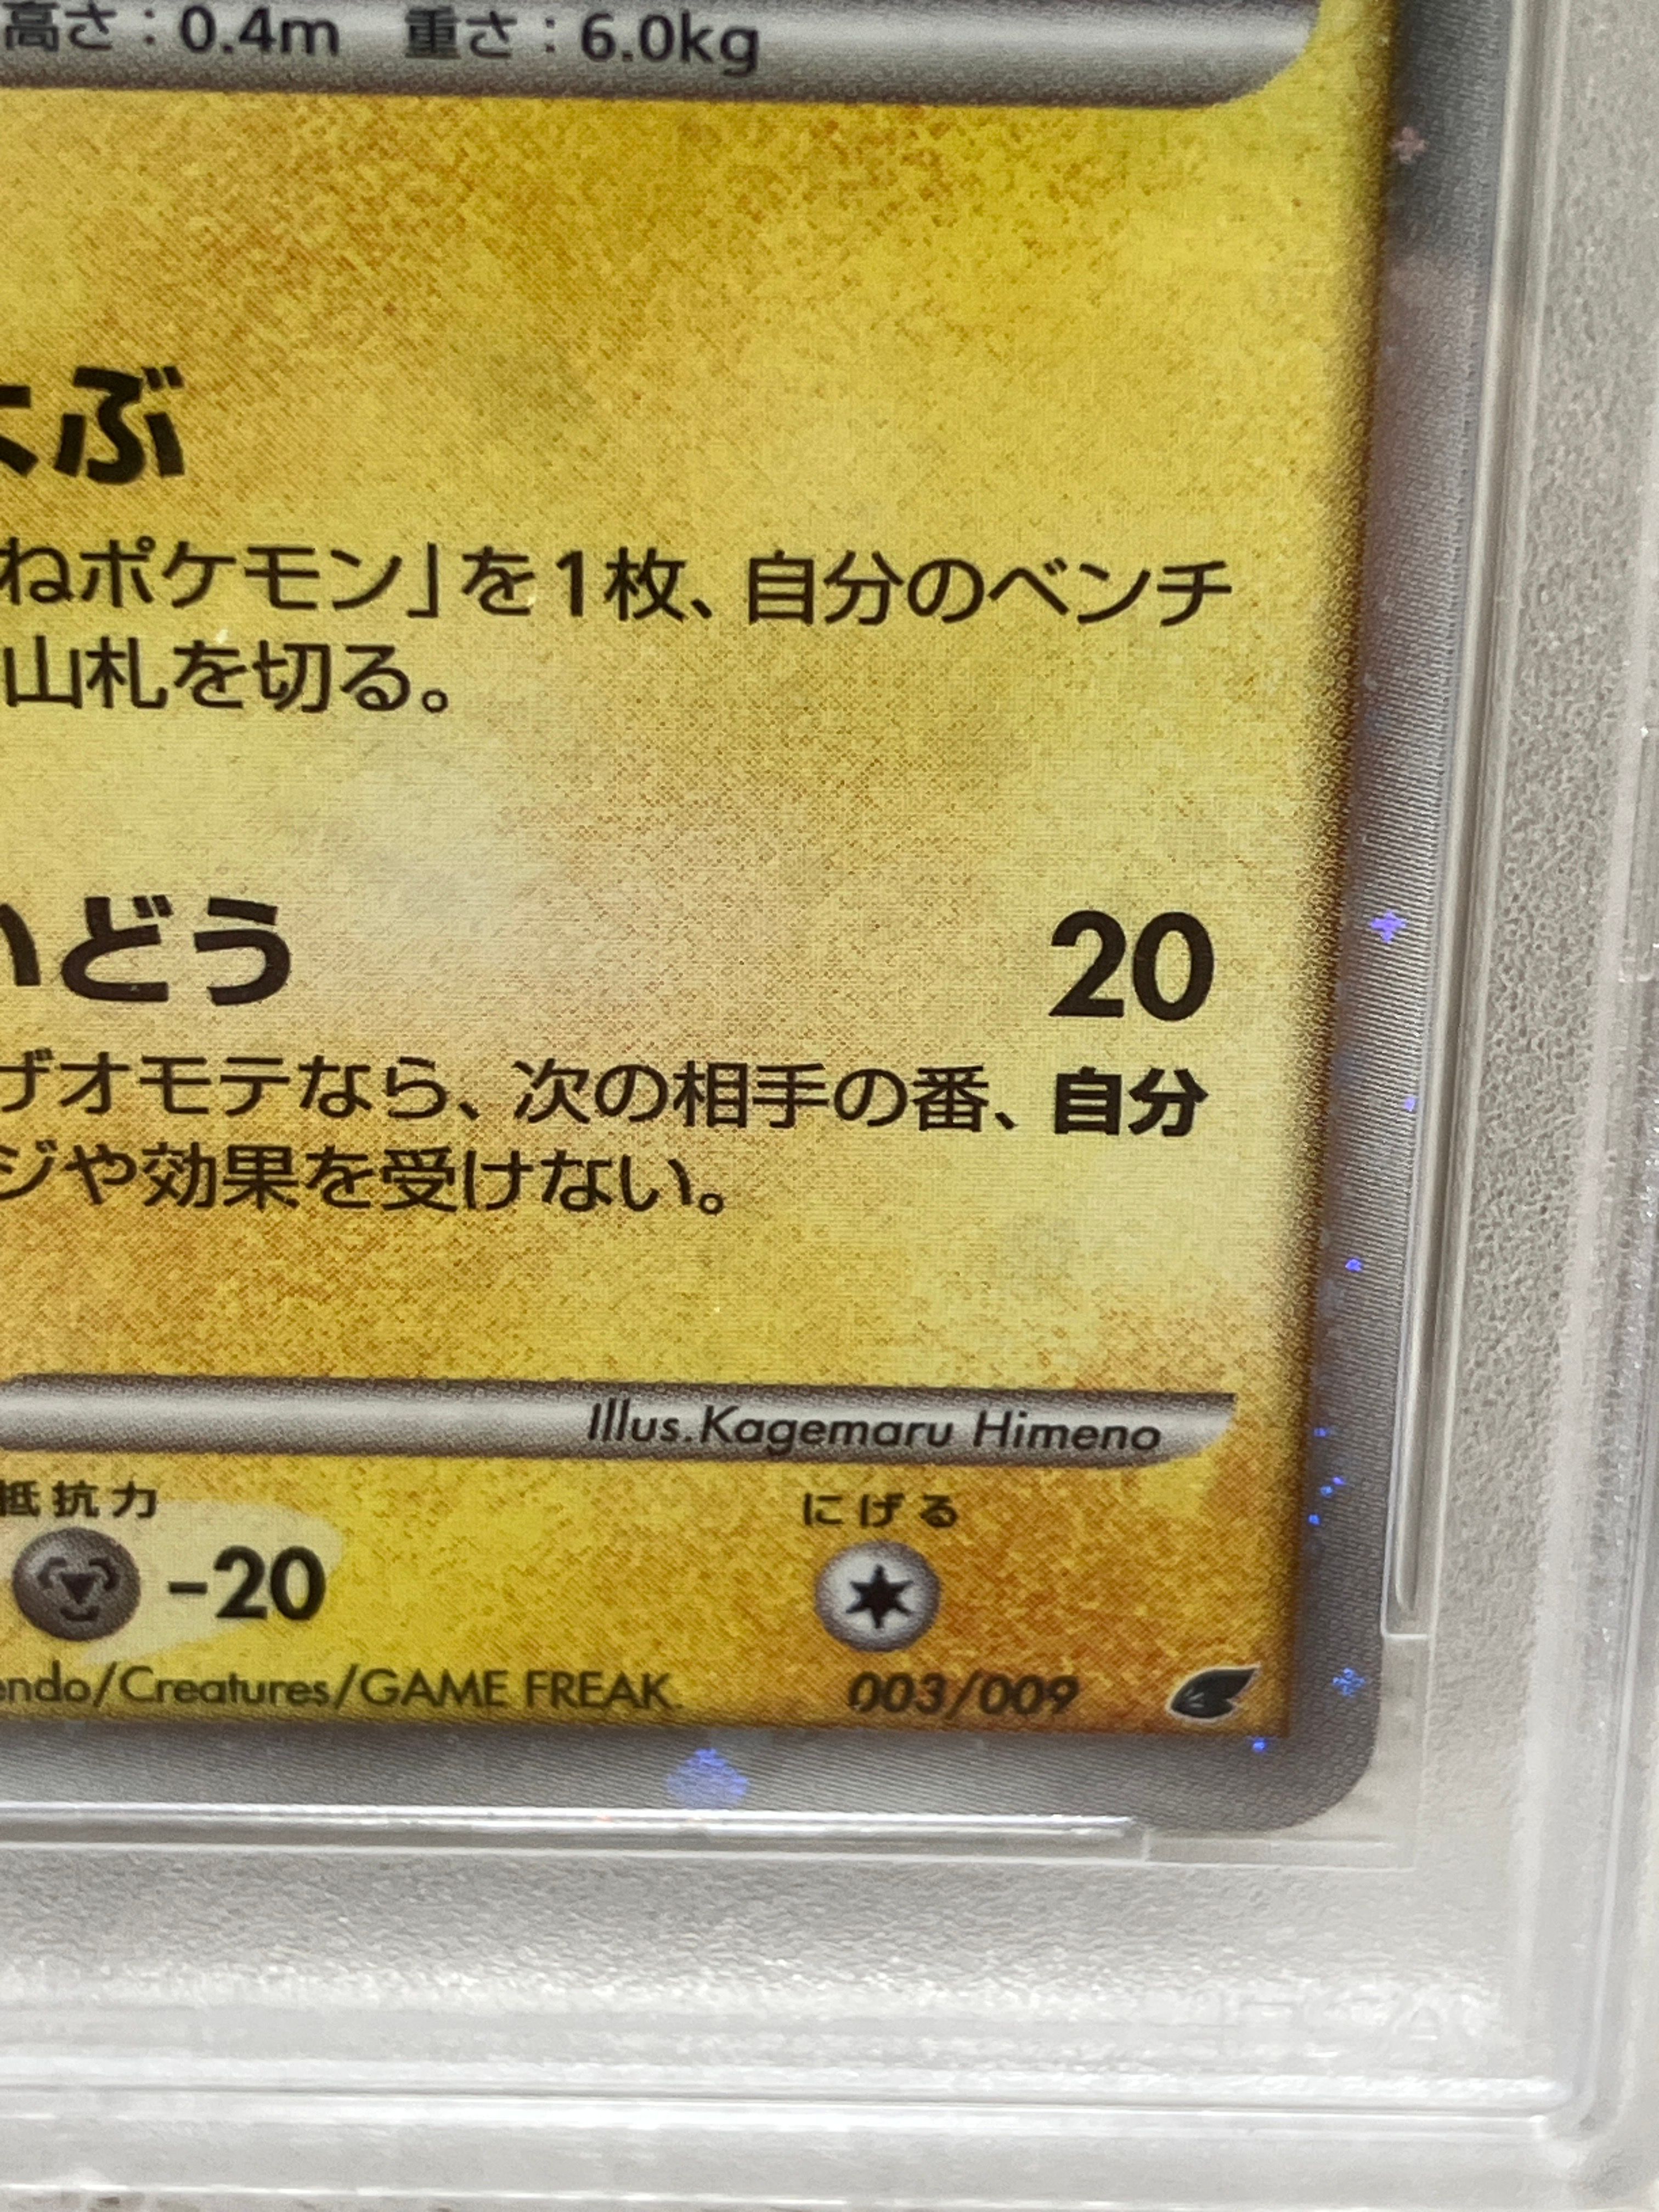 高さ：0.4m　重さ：6.0kg
よぶ
ねポケモン」を1枚、自分のベンチ
山札を切る。
いどう 20
ザオモテなら、次の相手の番、自分
ジや効果を受けない。
Illus.Kagemaru Himeno
抵抗力 にげる
-20
endo/Creatures/GAME FREAK. 003/009